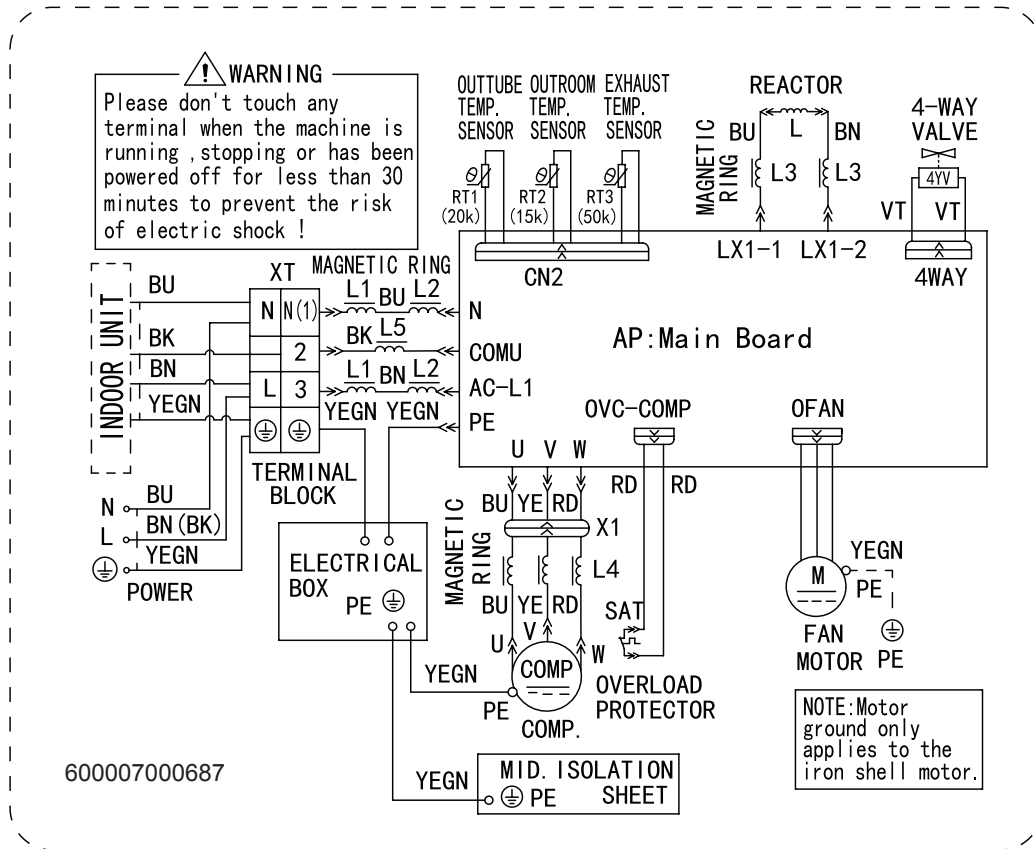 WARNING
Please don't touch any
terminal when the machine is
running ,stopping or has been
powered off for less than 30
minutes to prevent the risk
of electric shock !
OUTTUBE OUTROOM EXHAUST
TEMP. TEMP. TEMP.
SENSOR SENSOR SENSOR
RT1 RT2 RT3
(20k) (15k) (50k)
CN2
REACTOR
BU L BN
MAGNETIC
RING
L3 L3
LX1-1 LX1-2
4-WAY
VALVE
4YV
VT VT
4WAY
INDOOR UNIT
BU
BK
BN
YEGN
XT
N N(1)
2
L 3
TERMINAL
BLOCK
MAGNETIC RING
L1 BU L2
BK L5
L1 BN L2
YEGN YEGN
N
COMU
AC-L1
PE
AP:Main Board
OVC-COMP
OFAN
U V W
N BU
L BN(BK)
YEGN
POWER
ELECTRICAL
BOX
PE
MAGNETIC
RING
BU YE RD
X1
L4
BU YE RD
U V W
COMP
PE
COMP.
YEGN
RD RD
SAT
OVERLOAD
PROTECTOR
M
YEGN
PE
FAN
MOTOR PE
NOTE:Motor
ground only
applies to the
iron shell motor.
YEGN
MID. ISOLATION
SHEET
PE
600007000687